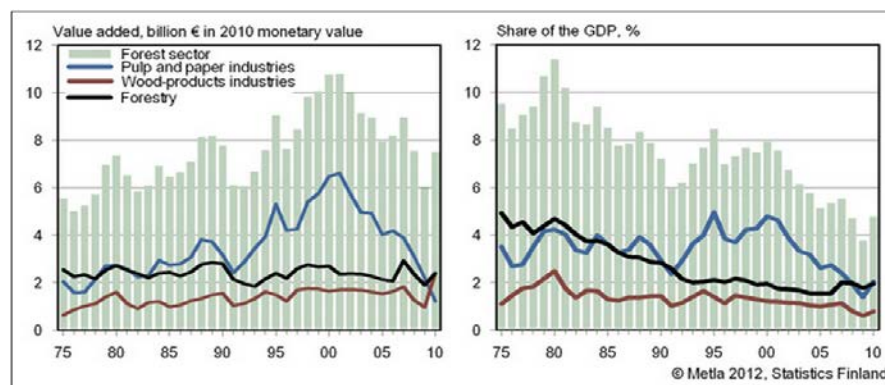 Value added, billion € in 2010 monetary value
12
10
8
6
4
2
0
Forest sector
Pulp and paper industries
Wood-products industries
Forestry
75 80 85 90 95 00 05 10
Share of the GDP, %
12
10
8
6
4
2
0
75 80 85 90 95 00 05 10
© Metla 2012, Statistics Finland